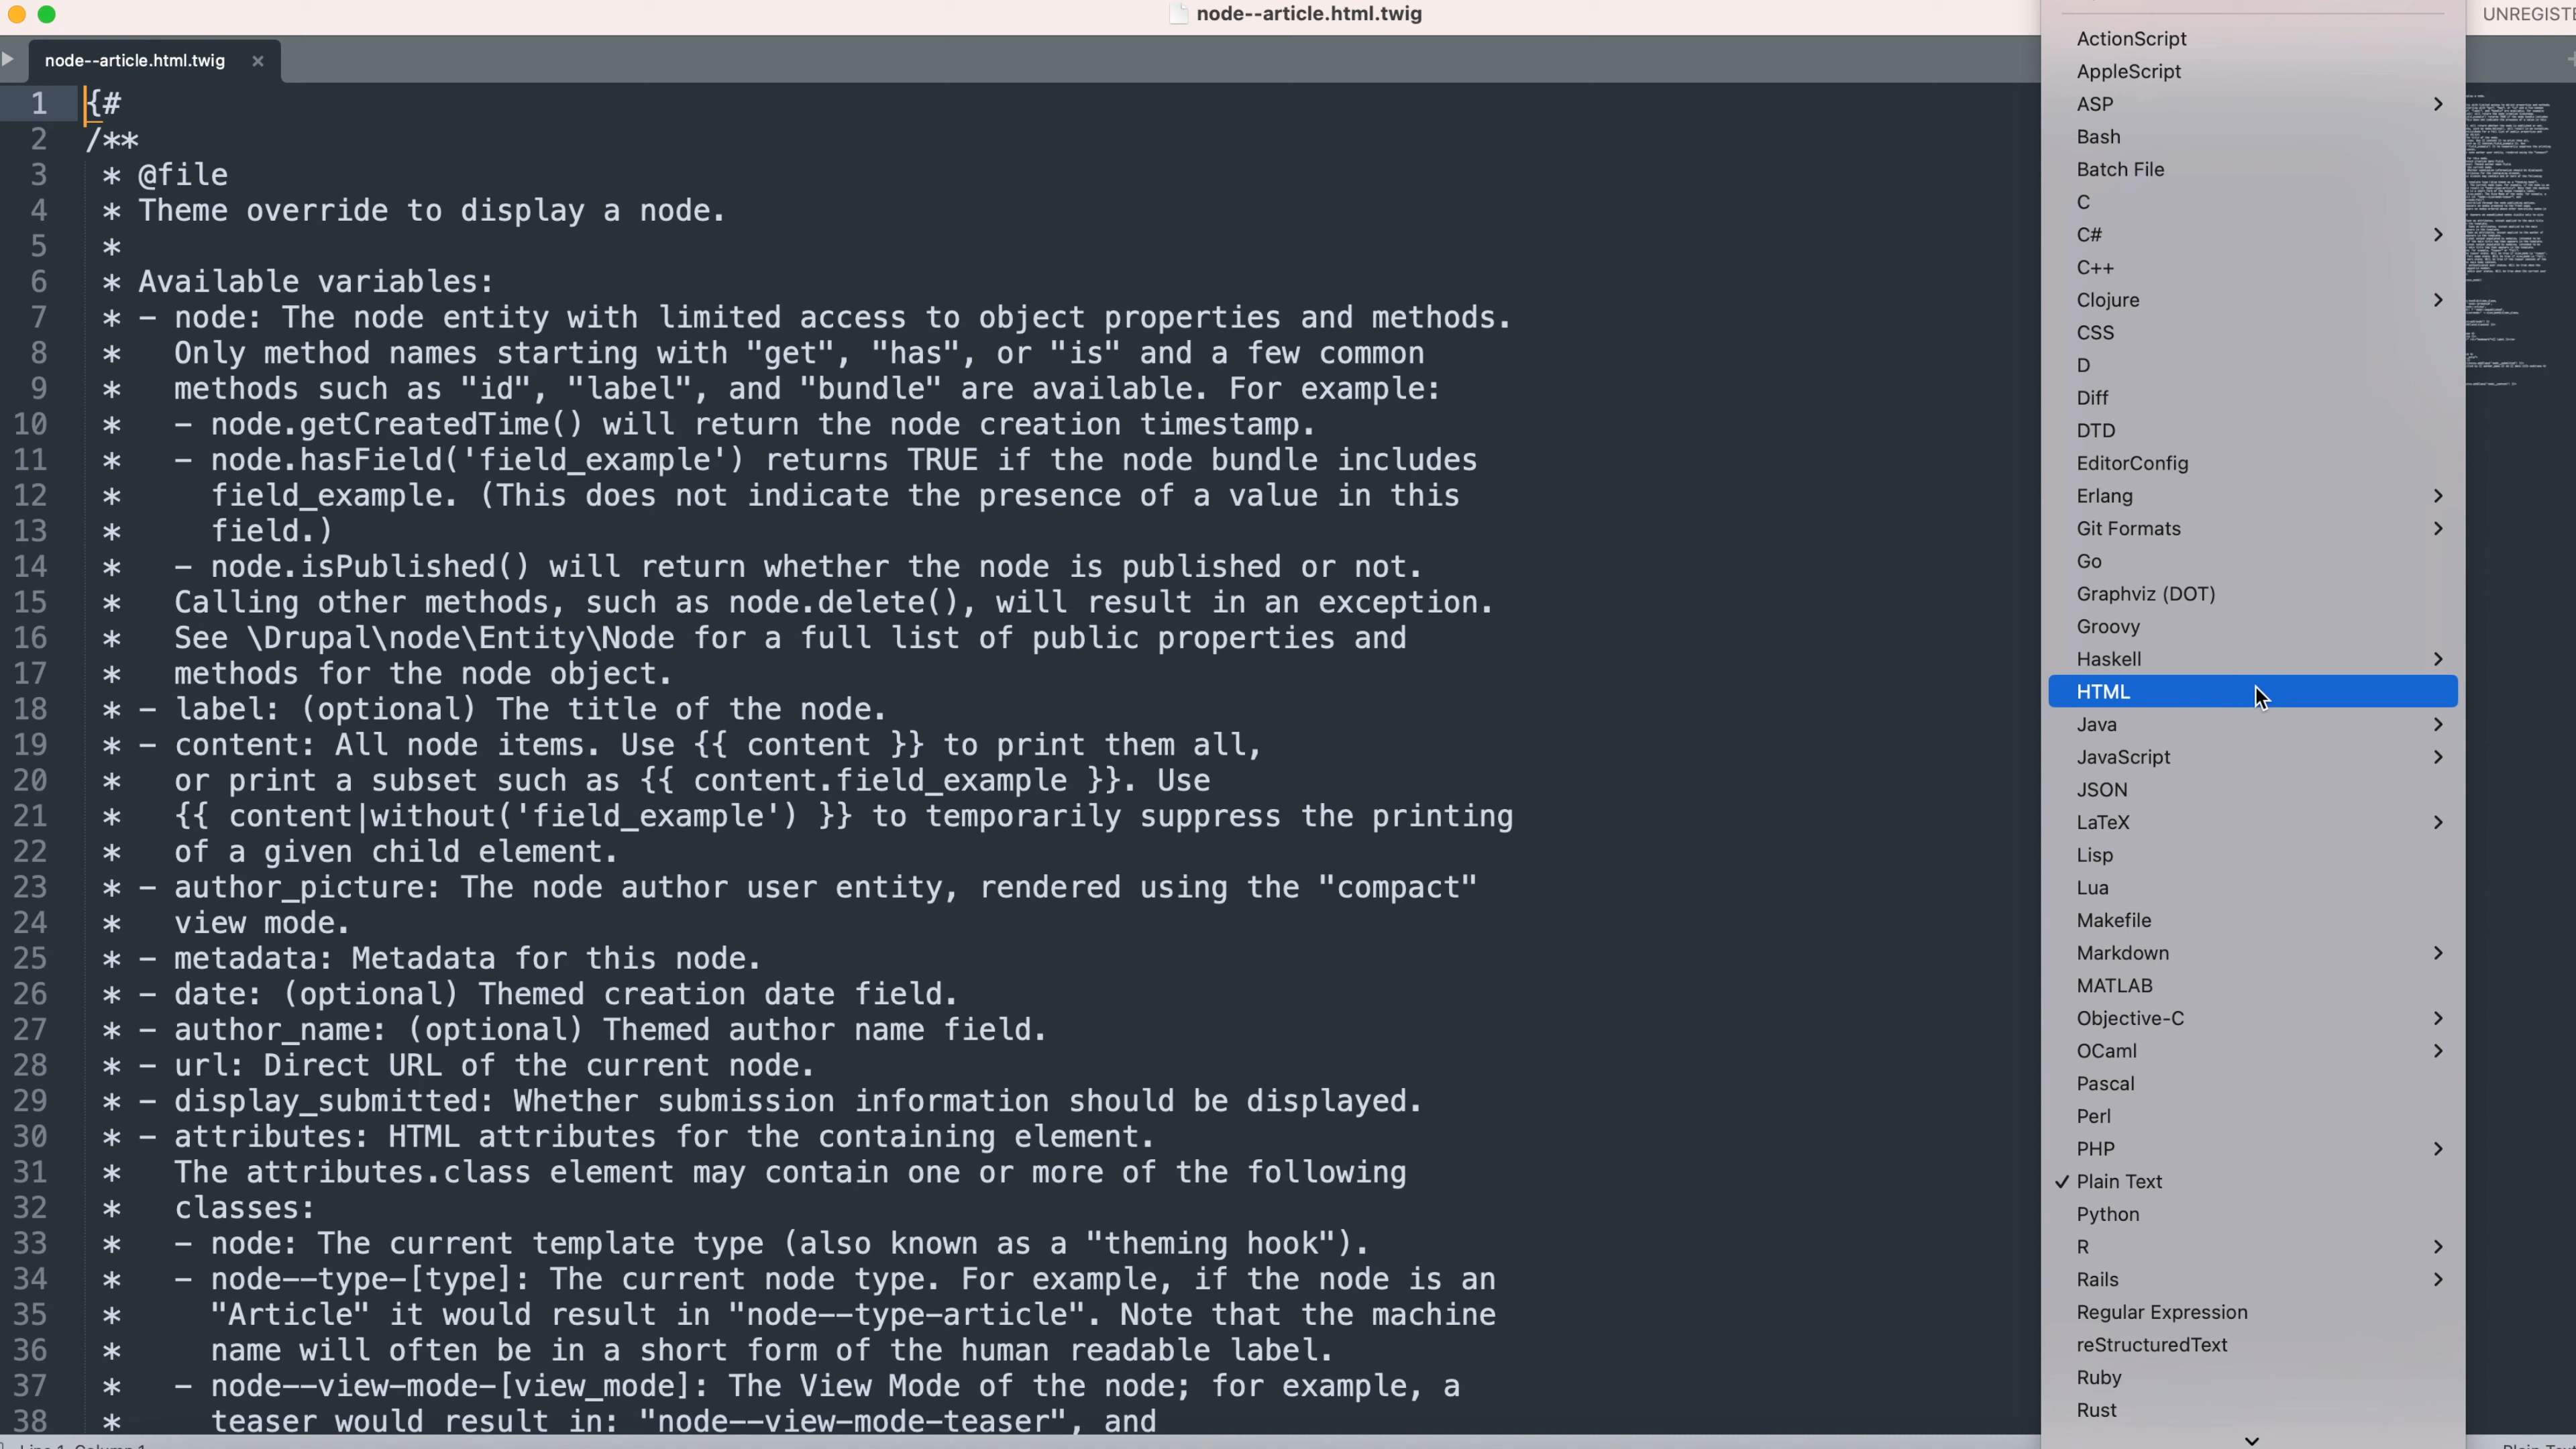 node--article.html.twig
UNREGISTE
node--article.html.twig ×
1 {#
2 /**
3 * @file
4 * Theme override to display a node.
5 *
6 * Available variables:
7 * - node: The node entity with limited access to object properties and methods.
8 * Only method names starting with "get", "has", or "is" and a few common
9 * methods such as "id", "label", and "bundle" are available. For example:
10 * - node.getCreatedTime() will return the node creation timestamp.
11 * - node.hasField('field_example') returns TRUE if the node bundle includes
12 * field_example. (This does not indicate the presence of a value in this
13 * field.)
14 * - node.isPublished() will return whether the node is published or not.
15 * Calling other methods, such as node.delete(), will result in an exception.
16 * See \Drupal\node\Entity\Node for a full list of public properties and
17 * methods for the node object.
18 * - label: (optional) The title of the node.
19 * - content: All node items. Use {{ content }} to print them all,
20 * or print a subset such as {{ content.field_example }}. Use
21 * {{ content|without('field_example') }} to temporarily suppress the printing
22 * of a given child element.
23 * - author_picture: The node author user entity, rendered using the "compact"
24 * view mode.
25 * - metadata: Metadata for this node.
26 * - date: (optional) Themed creation date field.
27 * - author_name: (optional) Themed author name field.
28 * - url: Direct URL of the current node.
29 * - display_submitted: Whether submission information should be displayed.
30 * - attributes: HTML attributes for the containing element.
31 * The attributes.class element may contain one or more of the following
32 * classes:
33 * - node: The current template type (also known as a "theming hook").
34 * - node--type-[type]: The current node type. For example, if the node is an
35 * "Article" it would result in "node--type-article". Note that the machine
36 * name will often be in a short form of the human readable label.
37 * - node--view-mode-[view_mode]: The View Mode of the node; for example, a
38 * teaser would result in: "node--view-mode-teaser", and
ActionScript
AppleScript
ASP
Bash
Batch File
C
C#
C++
Clojure
CSS
D
Diff
DTD
EditorConfig
Erlang
Git Formats
Go
Graphviz (DOT)
Groovy
Haskell
HTML
Java
JavaScript
JSON
LaTeX
Lisp
Lua
Makefile
Markdown
MATLAB
Objective-C
OCaml
Pascal
Perl
PHP
✓ Plain Text
Python
R
Rails
Regular Expression
reStructuredText
Ruby
Rust